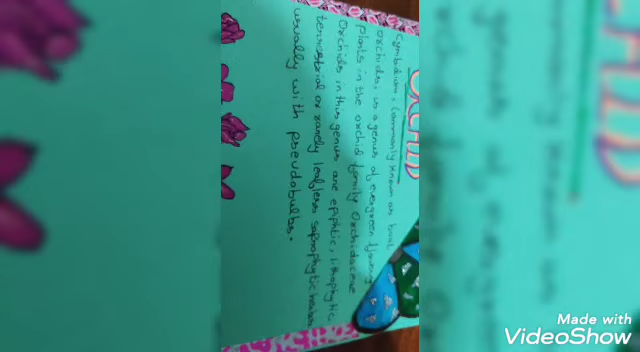 ORCHID
Cymbidium, commonly known as boat
orchids, is a genus of evergreen flowering
plants in the orchid family Orchidaceae
Orchids in this genus are epiphtic, lithophytic
terrestrial or rarely leafless saprophytic herbs
usually with pseudobulbs.
Made with
VideoShow